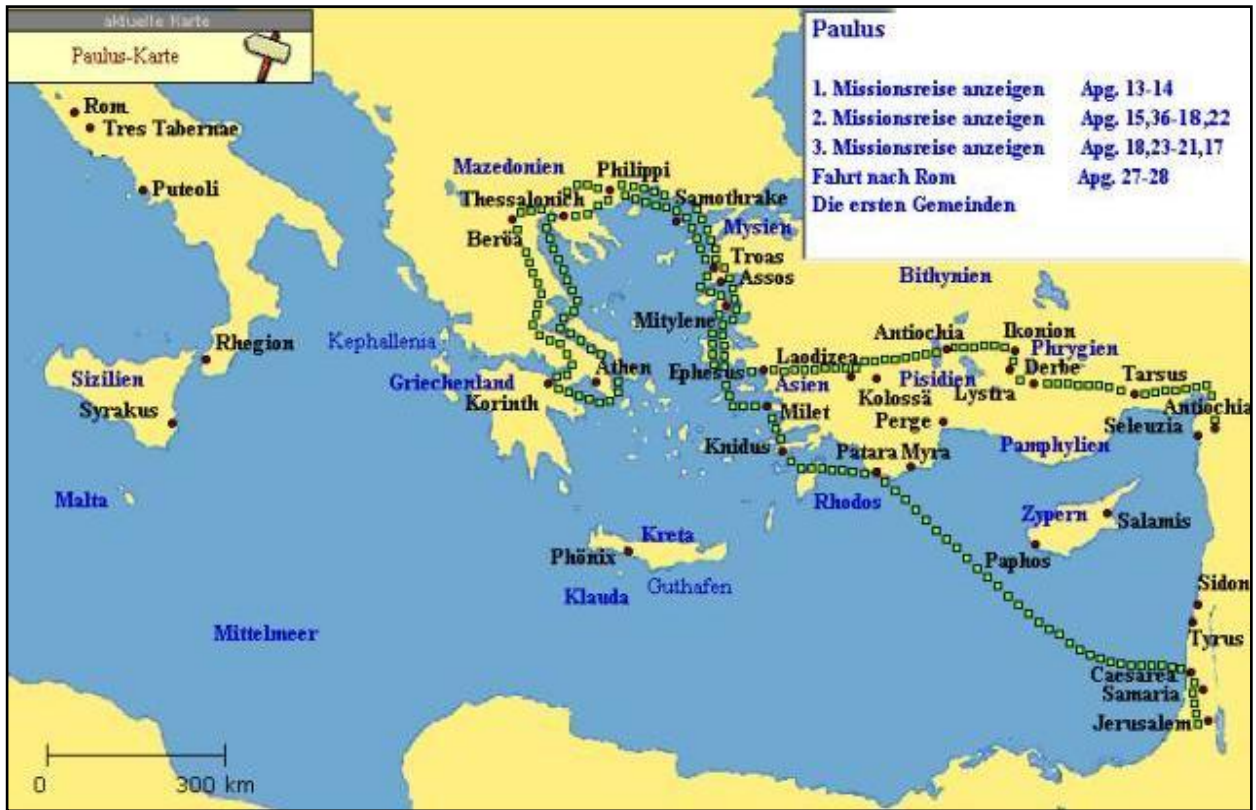 aktuelle Karte
Paulus-Karte
Paulus
1. Missionsreise anzeigen Apg. 13-14
2. Missionsreise anzeigen Apg. 15,36-18,22
3. Missionsreise anzeigen Apg. 18,23-21,17
Fahrt nach Rom Apg. 27-28
Die ersten Gemeinden
Rom
Tres Tabernae
Puteoli
Mazedonien
Philippi
Thessalonich
Samothrake
Beröa
Mysien
Troas
Assos
Bithynien
Mitylene
Rhegion
Kephallenia
Antiochia
Ikonion
Phrygien
Sizilien
Griechenland
Athen
Ephesus
Laodizea
Asien
Pisidien
Derbe
Tarsus
Syrakus
Korinth
Kolossä
Lystra
Antiochia
Milet
Perge
Seleuzia
Knidus
Patara
Myra
Pamphylien
Malta
Rhodos
Zypern
Salamis
Kreta
Phönix
Paphos
Guthafen
Klauda
Sidon
Mittelmeer
Tyrus
Caesarea
Samaria
Jerusalem
0 300 km